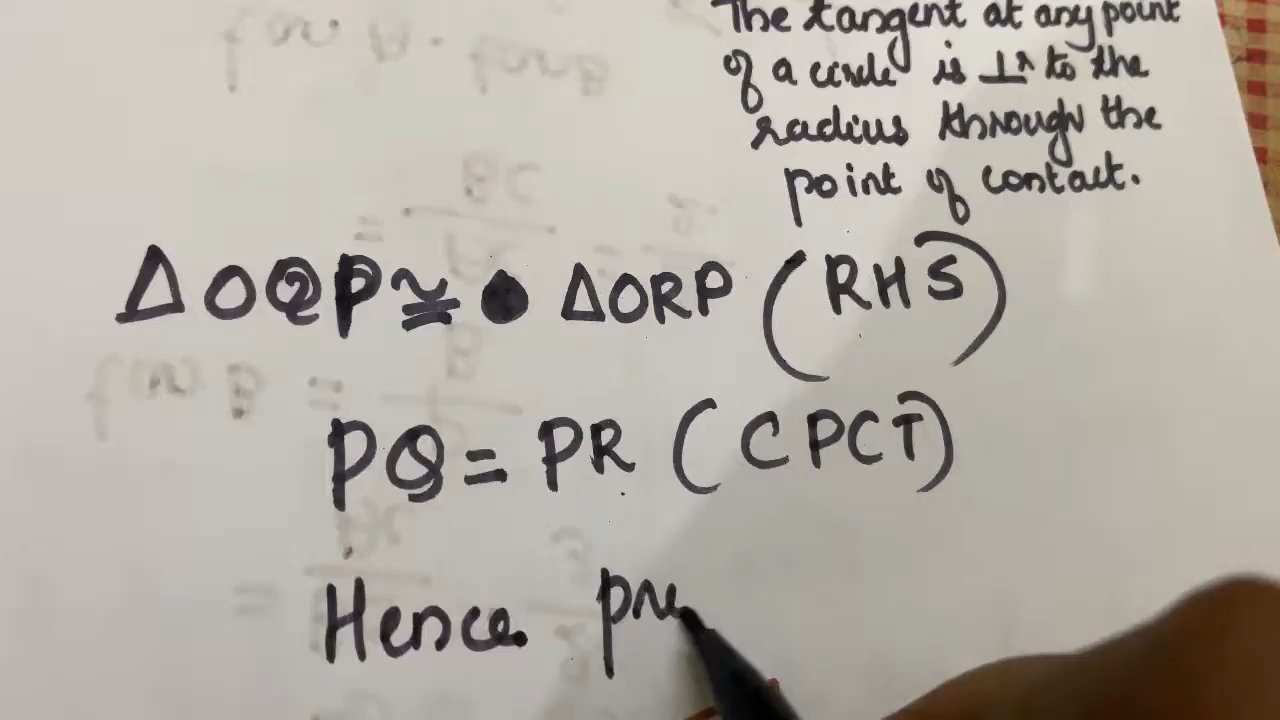 The tangent at any point
of a circle is ⊥r to the
radius through the
point of contact.
ΔOQP ≅ ΔORP (RHS)
PQ = PR (CPCT)
Hence